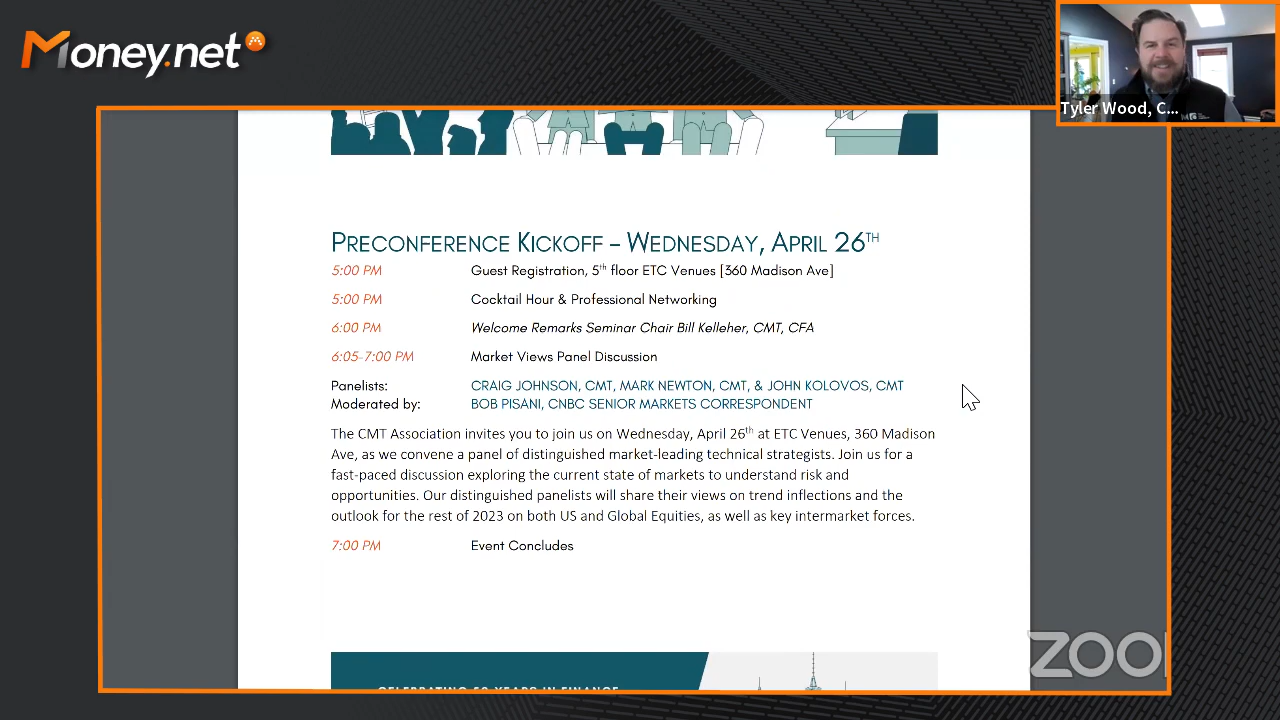 Money.net
Tyler Wood, C...
PRECONFERENCE KICKOFF – WEDNESDAY, APRIL 26TH
5:00 PM Guest Registration, 5th floor ETC Venues [360 Madison Ave]
5:00 PM Cocktail Hour & Professional Networking
6:00 PM Welcome Remarks Seminar Chair Bill Kelleher, CMT, CFA
6:05-7:00 PM Market Views Panel Discussion
Panelists: CRAIG JOHNSON, CMT, MARK NEWTON, CMT, & JOHN KOLOVOS, CMT
Moderated by: BOB PISANI, CNBC SENIOR MARKETS CORRESPONDENT
The CMT Association invites you to join us on Wednesday, April 26th at ETC Venues, 360 Madison
Ave, as we convene a panel of distinguished market-leading technical strategists. Join us for a
fast-paced discussion exploring the current state of markets to understand risk and
opportunities. Our distinguished panelists will share their views on trend inflections and the
outlook for the rest of 2023 on both US and Global Equities, as well as key intermarket forces.
7:00 PM Event Concludes
CELEBRATING 50 YEARS IN FINANCE
ZOO